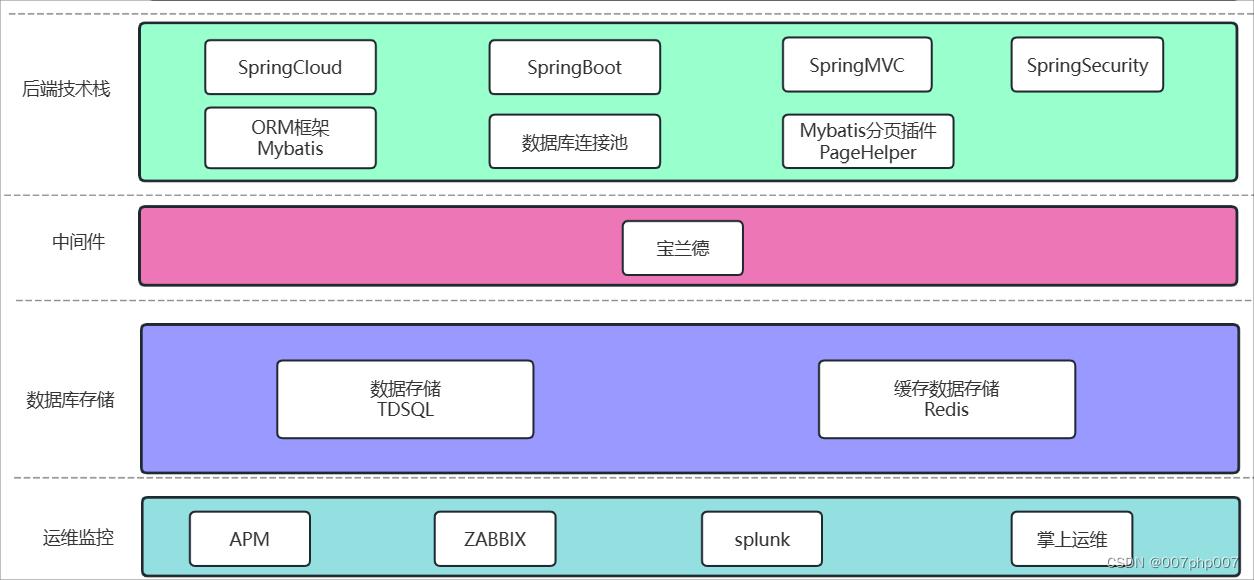 后端技术栈
SpringCloud
SpringBoot
SpringMVC
SpringSecurity
ORM框架
Mybatis
数据库连接池
Mybatis分页插件
PageHelper
中间件
宝兰德
数据库存储
数据存储
TDSQL
缓存数据存储
Redis
运维监控
APM
ZABBIX
splunk
掌上运维
CSDN @007php007